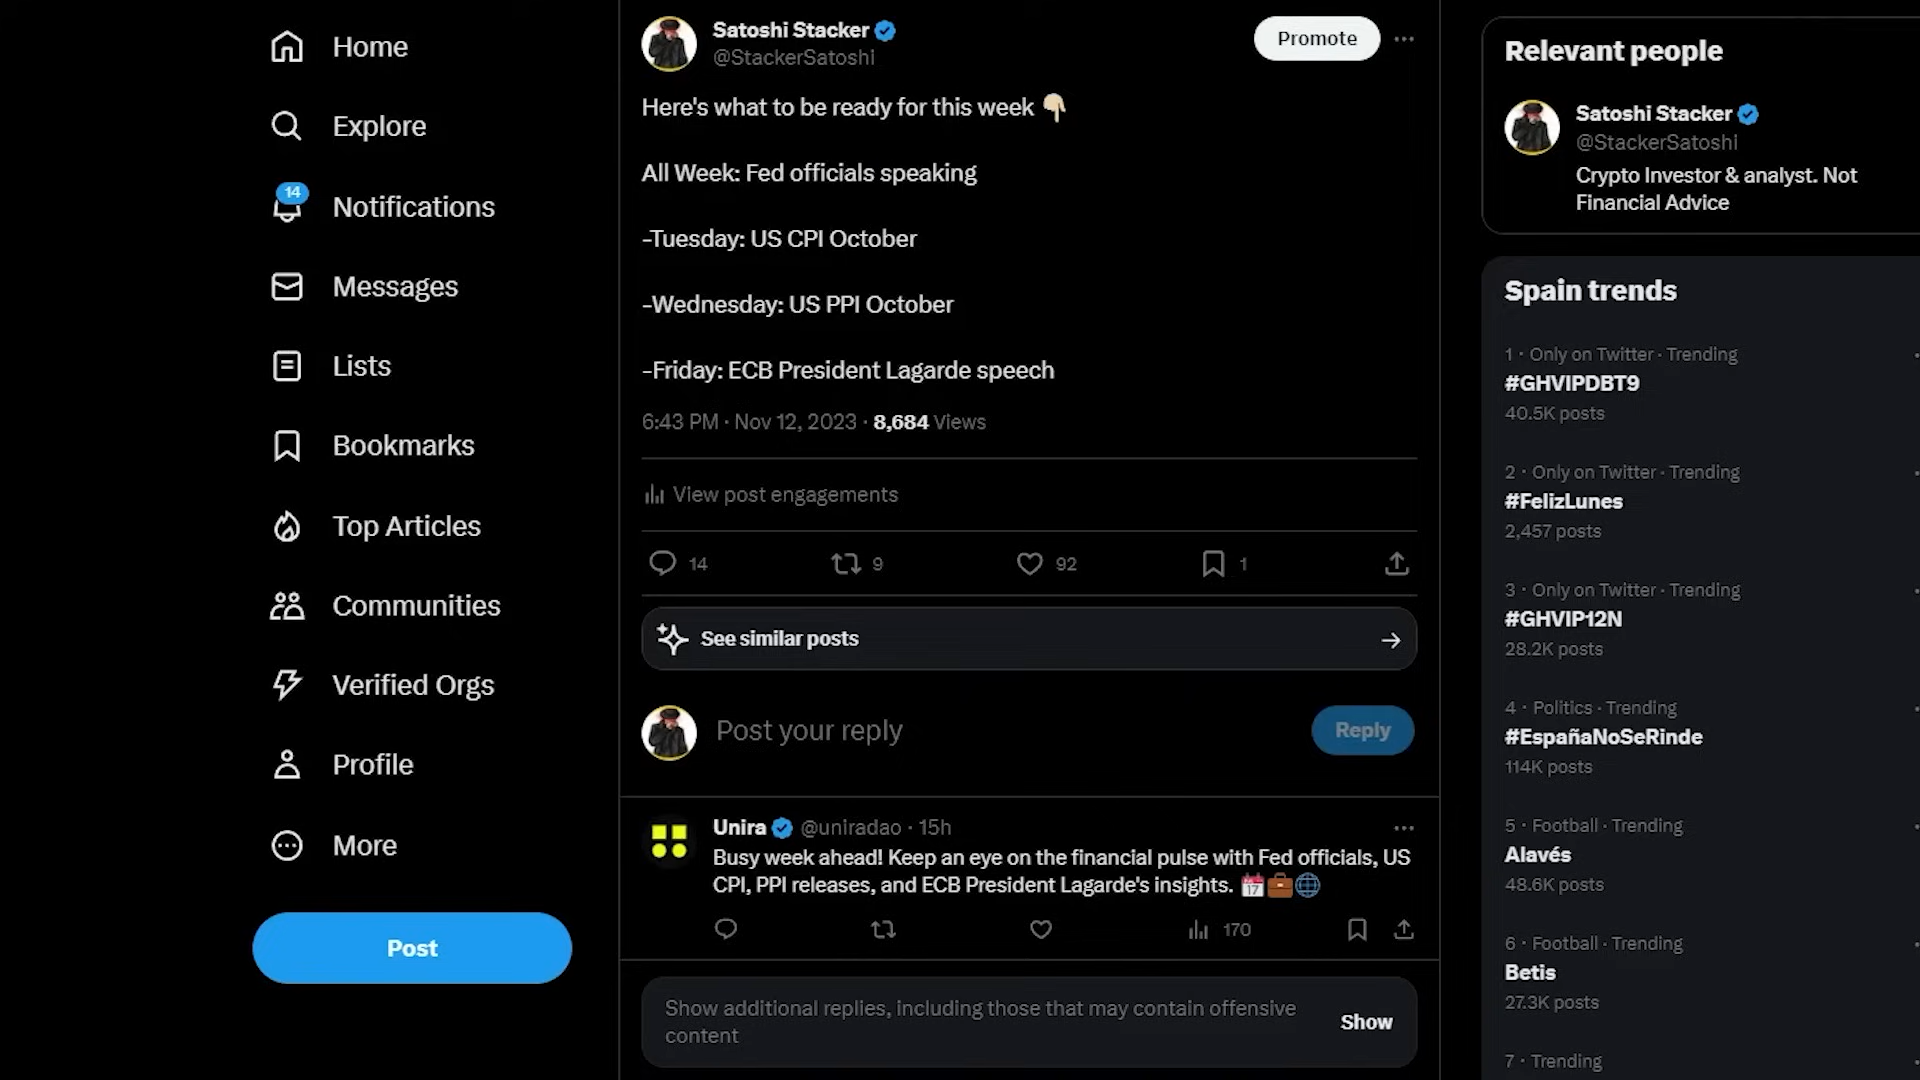 Home
Explore
14
Notifications
Messages
Lists
Bookmarks
Top Articles
Communities
Verified Orgs
Profile
More
Post
Satoshi Stacker
@StackerSatoshi
Promote
Here's what to be ready for this week 👇🏼
All Week: Fed officials speaking
-Tuesday: US CPI October
-Wednesday: US PPI October
-Friday: ECB President Lagarde speech
6:43 PM · Nov 12, 2023 · 8,684 Views
View post engagements
14 9 92 1
See similar posts
Post your reply
Reply
Unira @uniradao · 15h
Busy week ahead! Keep an eye on the financial pulse with Fed officials, US
CPI, PPI releases, and ECB President Lagarde's insights. 📅💼🌐
170
Show additional replies, including those that may contain offensive
content
Show
Relevant people
Satoshi Stacker
@StackerSatoshi
Crypto Investor & analyst. Not
Financial Advice
Spain trends
1 · Only on Twitter · Trending
#GHVIPDBT9
40.5K posts
2 · Only on Twitter · Trending
#FelizLunes
2,457 posts
3 · Only on Twitter · Trending
#GHVIP12N
28.2K posts
4 · Politics · Trending
#EspañaNoSeRinde
114K posts
5 · Football · Trending
Alavés
48.6K posts
6 · Football · Trending
Betis
27.3K posts
7 · Trending